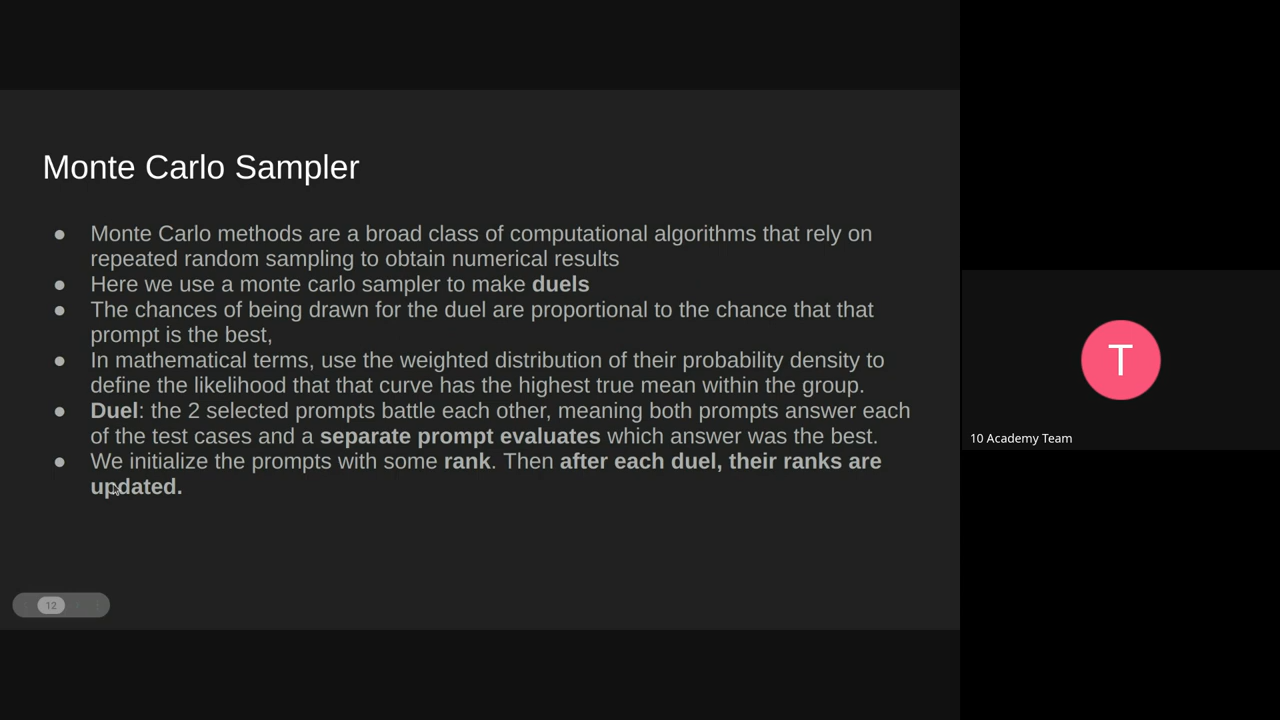 Monte Carlo Sampler
● Monte Carlo methods are a broad class of computational algorithms that rely on
repeated random sampling to obtain numerical results
● Here we use a monte carlo sampler to make duels
● The chances of being drawn for the duel are proportional to the chance that that
prompt is the best,
● In mathematical terms, use the weighted distribution of their probability density to
define the likelihood that that curve has the highest true mean within the group.
● Duel: the 2 selected prompts battle each other, meaning both prompts answer each
of the test cases and a separate prompt evaluates which answer was the best.
● We initialize the prompts with some rank. Then after each duel, their ranks are
updated.
12
T
10 Academy Team